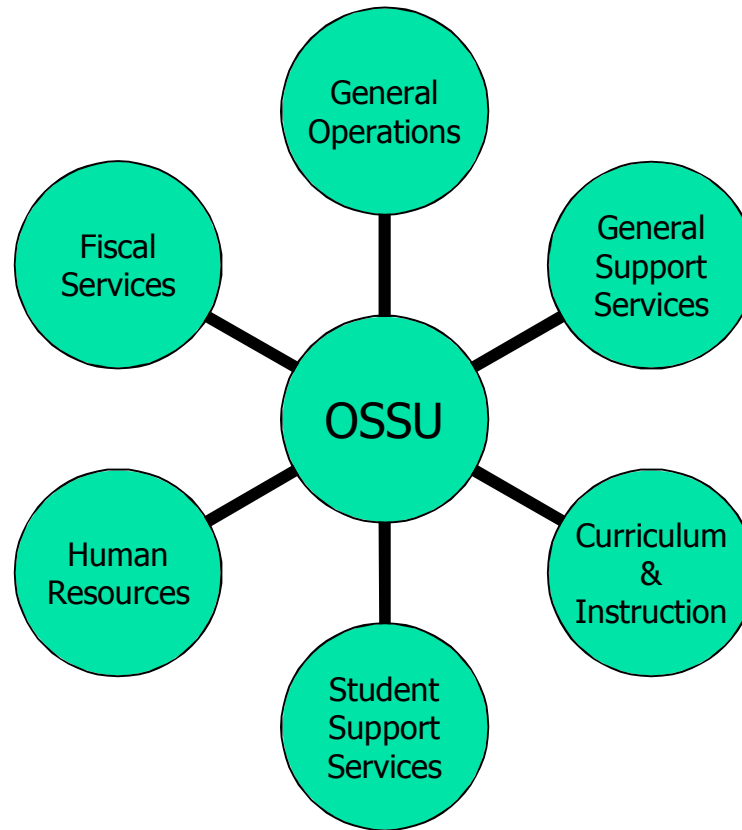 General
Operations
Fiscal
Services
General
Support
Services
OSSU
Human
Resources
Curriculum
&
Instruction
Student
Support
Services